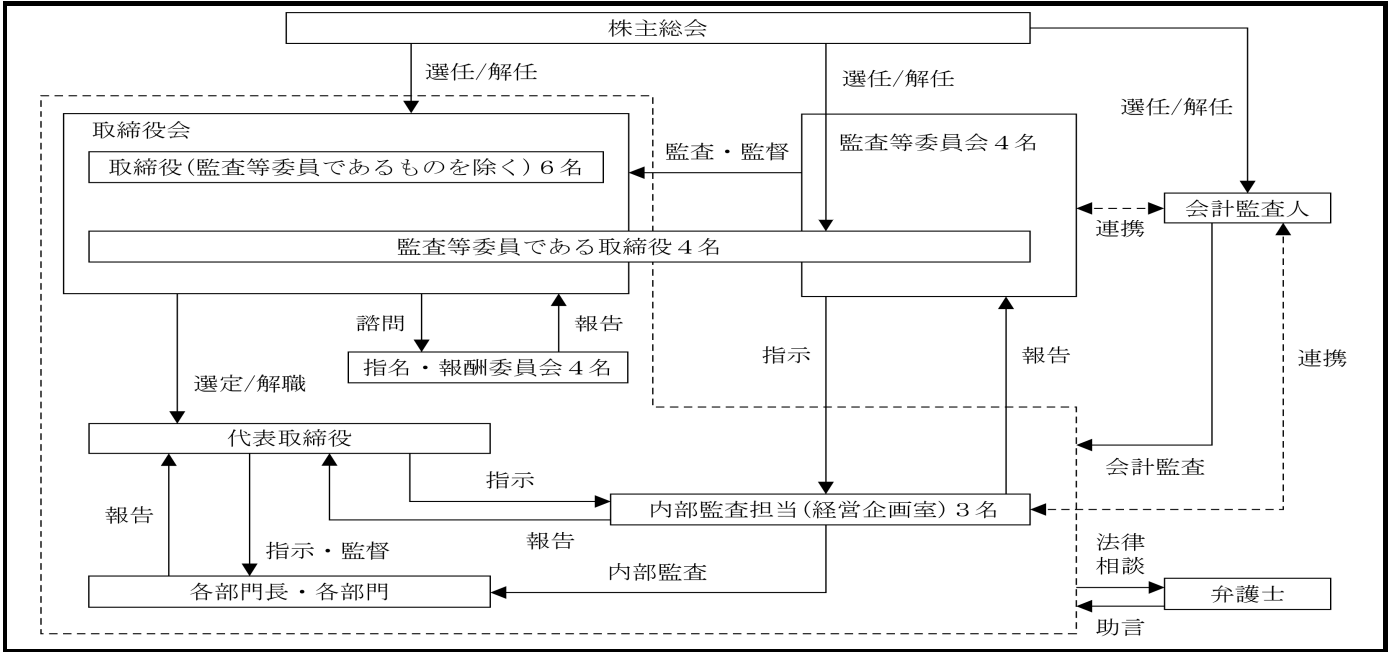 株主総会
選任/解任
選任/解任
選任/解任
取締役会
取締役(監査等委員であるものを除く)6名
監査・監督
監査等委員会4名
会計監査人
連携
監査等委員である取締役4名
諮問
報告
指名・報酬委員会4名
指示
報告
連携
選定/解職
代表取締役
会計監査
指示
内部監査担当(経営企画室)3名
報告
報告
指示・監督
内部監査
法律
相談
各部門長・各部門
弁護士
助言